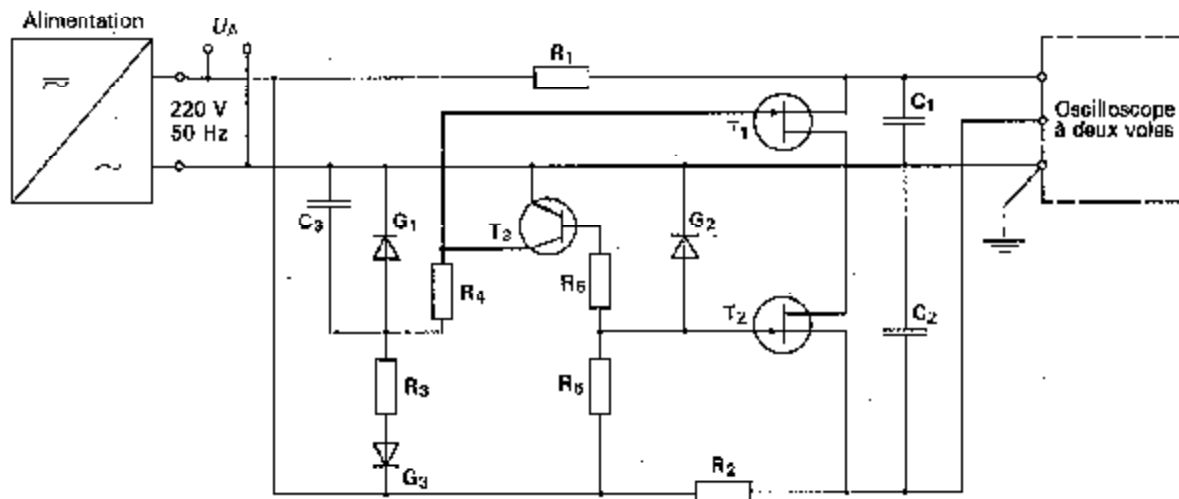 Alimentation
U_A
220 V
50 Hz
R₁
T₁
C₁
Oscilloscope
à deux voies
C₃
G₁
T₃
G₂
R₄
R₅
T₂
C₂
R₃
R₆
G₃
R₂